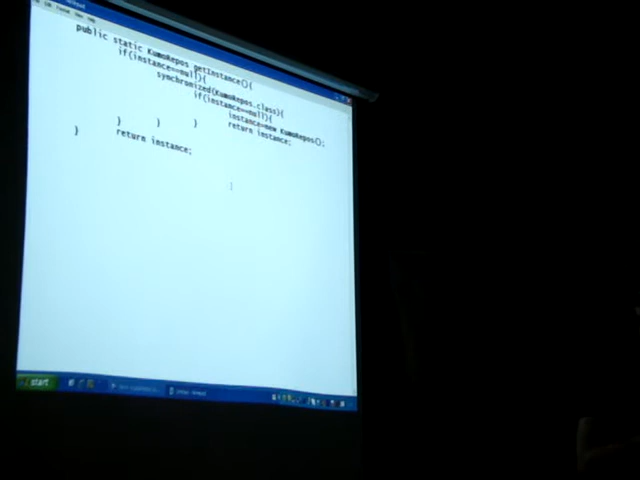 public static KumoRepos getInstance(){
if(instance==null){
synchronized(KumoRepos.class){
if(instance==null){
instance=new KumoRepos();
} } } return instance;
} return instance;
start